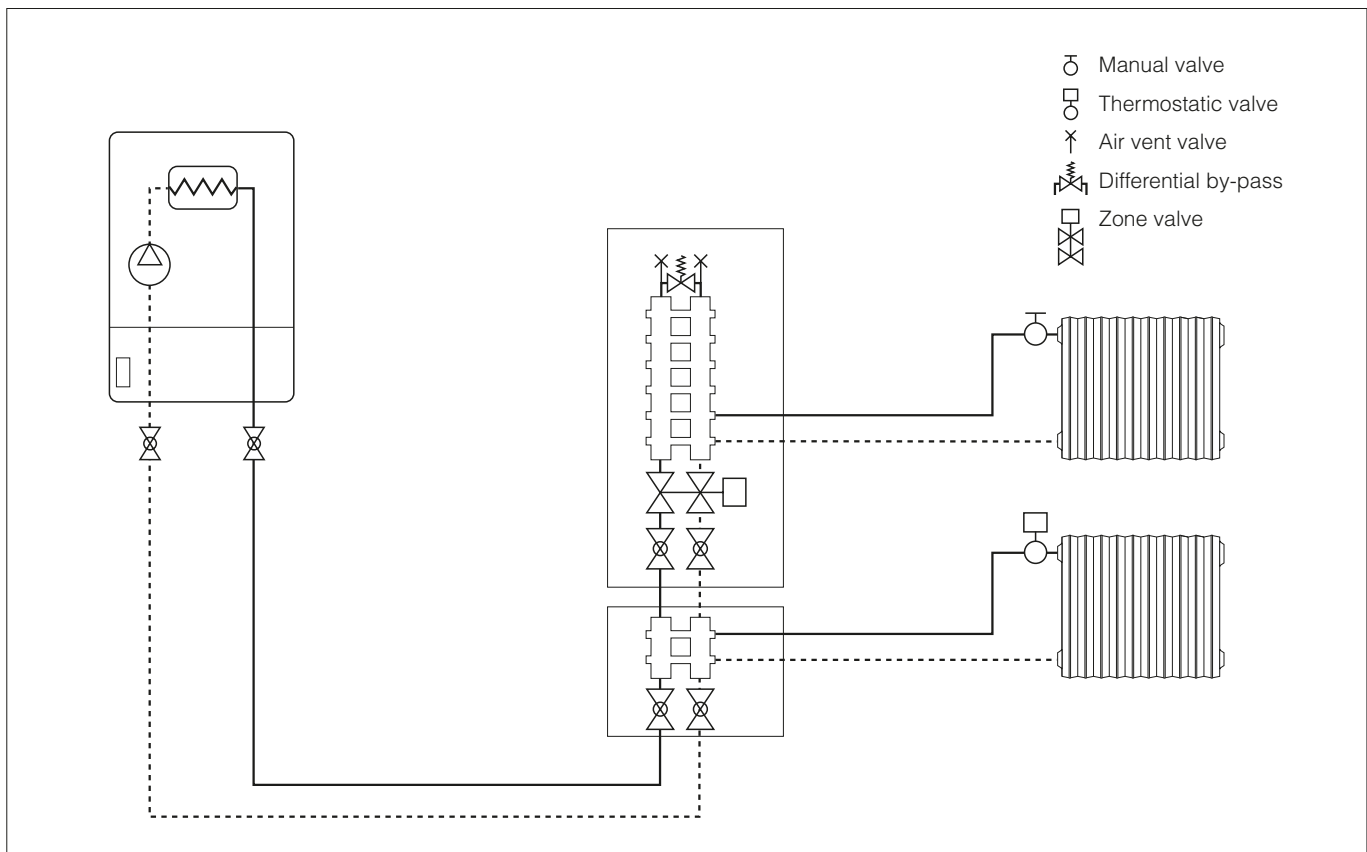 Manual valve
Thermostatic valve
Air vent valve
Differential by-pass
Zone valve